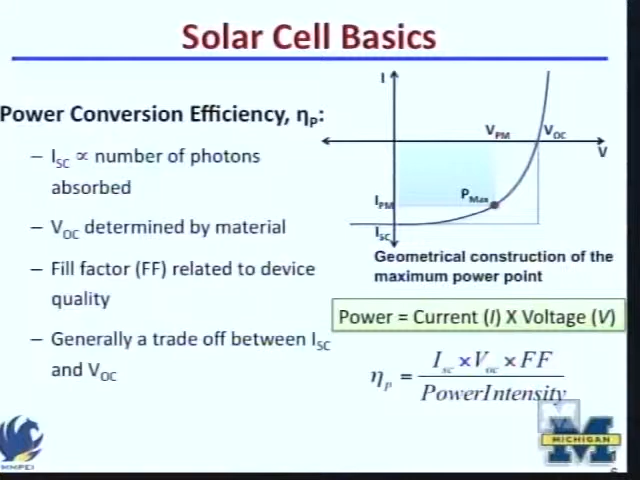 Solar Cell Basics
Power Conversion Efficiency, ηP:
– ISC ∝ number of photons
absorbed
– VOC determined by material
– Fill factor (FF) related to device
quality
– Generally a trade off between ISC
and VOC
I
VPM
VOC
V
PMax
IPM
ISC
Geometrical construction of the
maximum power point
Power = Current (I) X Voltage (V)
ηp = Isc × Voc × FF
PowerIntensity
MICHIGAN
6